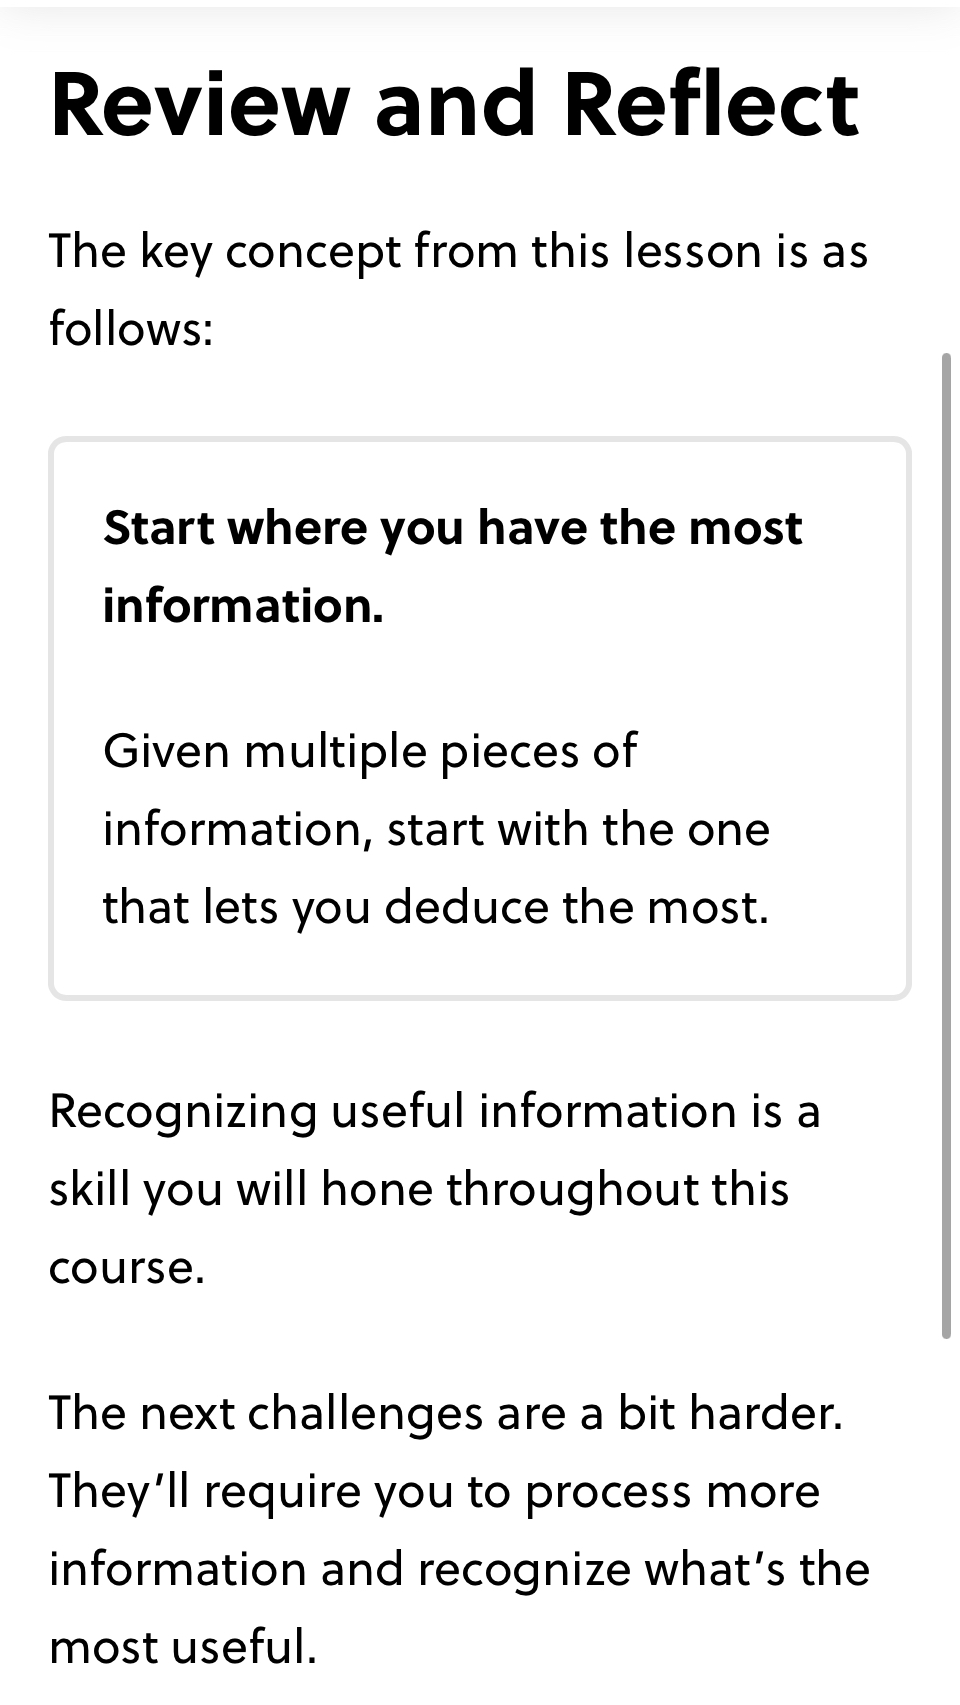 Review and Reflect
The key concept from this lesson is as
follows:
Start where you have the most
information.
Given multiple pieces of
information, start with the one
that lets you deduce the most.
Recognizing useful information is a
skill you will hone throughout this
course.
The next challenges are a bit harder.
They’ll require you to process more
information and recognize what’s the
most useful.